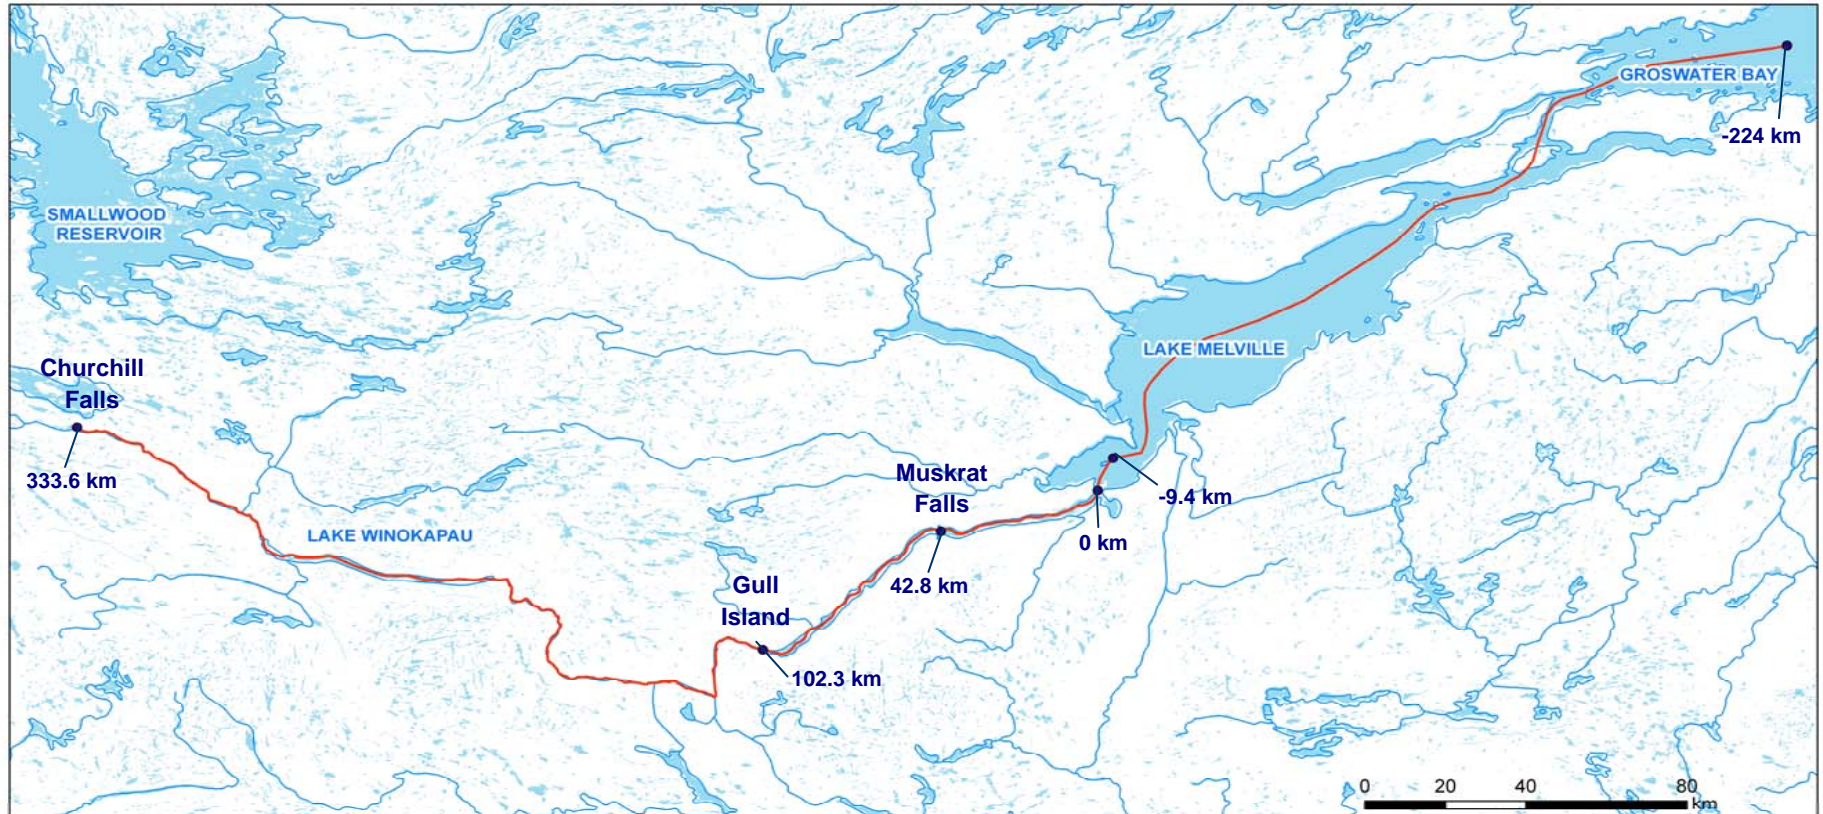 GROSWATER BAY
-224 km
SMALLWOOD
RESERVOIR
LAKE MELVILLE
Churchill
Falls
333.6 km
Muskrat
Falls
-9.4 km
LAKE WINOKAPAU
0 km
42.8 km
Gull
Island
102.3 km
0 20 40 80
km